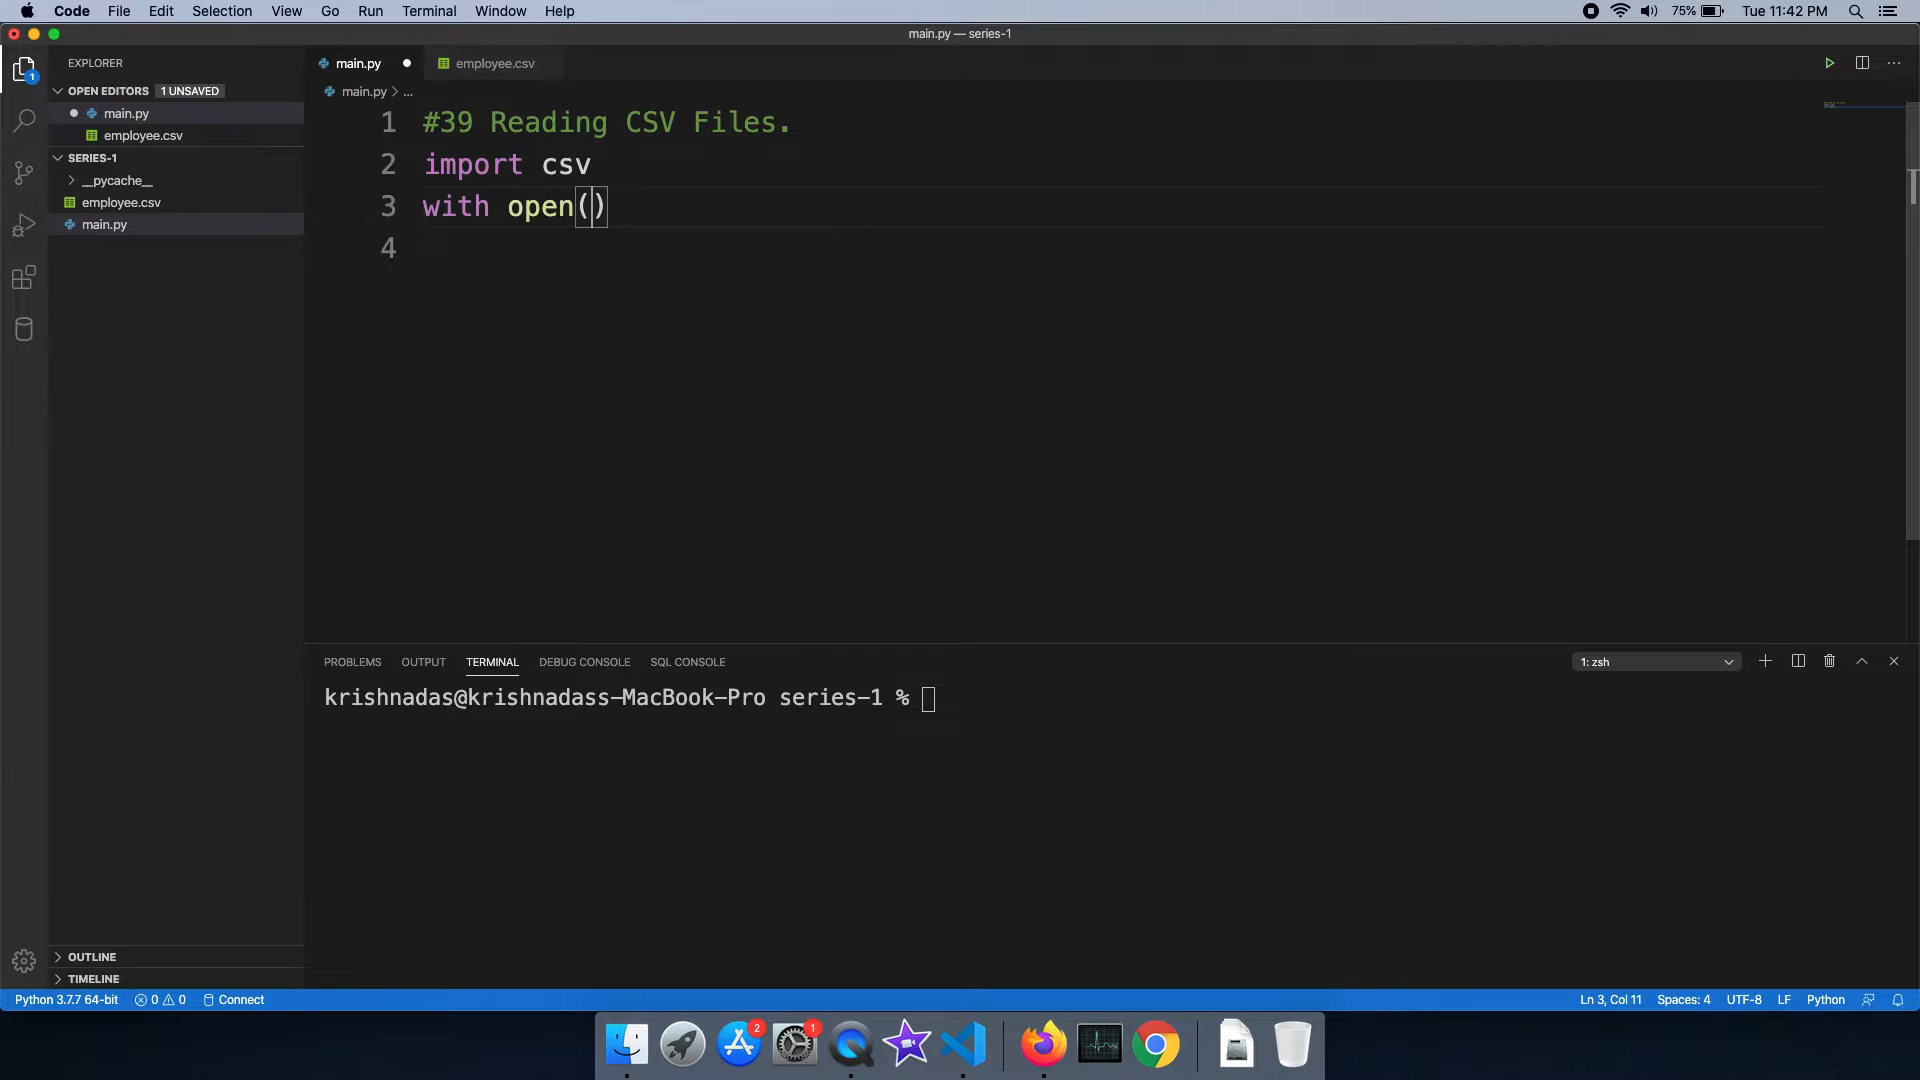 Code File Edit Selection View Go Run Terminal Window Help 75% Tue 11:42 PM
main.py — series-1
EXPLORER
OPEN EDITORS 1 UNSAVED
main.py
employee.csv
SERIES-1
__pycache__
employee.csv
main.py
OUTLINE
TIMELINE
1
main.py employee.csv
main.py > ...
1 #39 Reading CSV Files.
2 import csv
3 with open()
4
PROBLEMS OUTPUT TERMINAL DEBUG CONSOLE SQL CONSOLE 1: zsh
krishnadas@krishnadass-MacBook-Pro series-1 %
Python 3.7.7 64-bit 0 0 Connect Ln 3, Col 11 Spaces: 4 UTF-8 LF Python
2 1